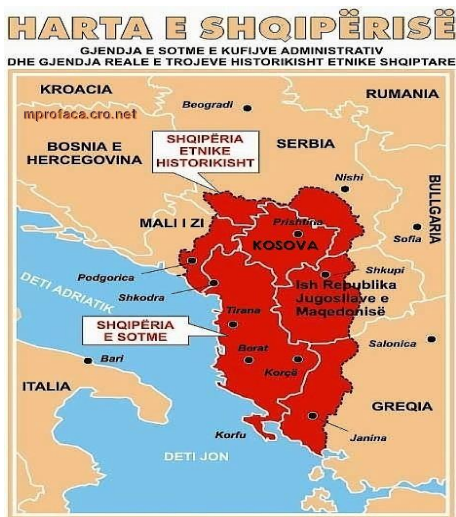 HARTA E SHQIPËRISË
GJENDJA E SOTME E KUFIJVE ADMINISTRATIV
DHE GJENDJA REALE E TROJEVE HISTORIKISHT ETNIKE SHQIPTARE
KROACIA
RUMANIA
Beogradi
mprofaca.cro.net
SHQIPËRIA
ETNIKE
HISTORIKISHT
SERBIA
BOSNIA E
HERCEGOVINA
Nishi
BULLGARIA
MALI I ZI
Prishtina
KOSOVA
Sofia
Podgorica
Shkupi
DETI ADRIATIK
Shkodra
Ish Republika
Jugosllave e
Maqedonisë
Tirana
SHQIPËRIA
E SOTME
Berat
Salonica
Bari
Korçë
ITALIA
GREQIA
Korfu
Janina
DETI JON